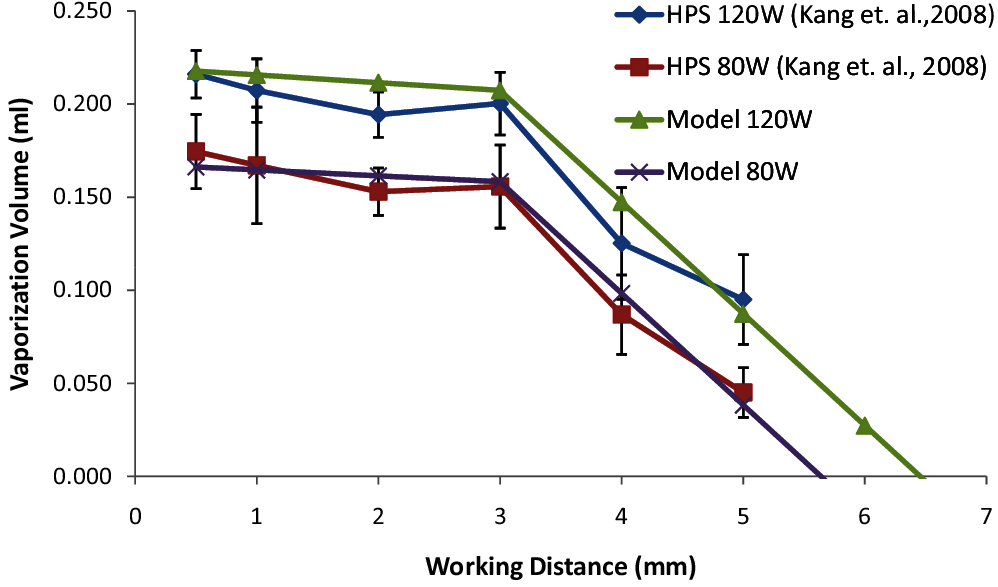 0.250
0.200
0.150
0.100
0.050
0.000
Vaporization Volume (ml)
HPS 120W (Kang et. al.,2008)
HPS 80W (Kang et. al., 2008)
Model 120W
Model 80W
0 1 2 3 4 5 6 7
Working Distance (mm)